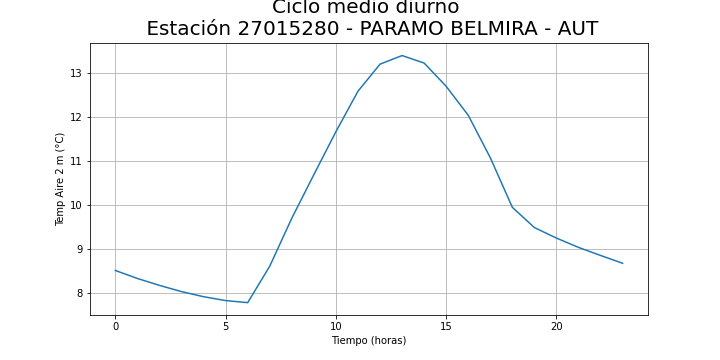 Ciclo medio diurno
Estación 27015280 - PARAMO BELMIRA - AUT
13
12
11
10
9
8
Temp Aire 2 m (°C)
0
5
10
15
20
Tiempo (horas)